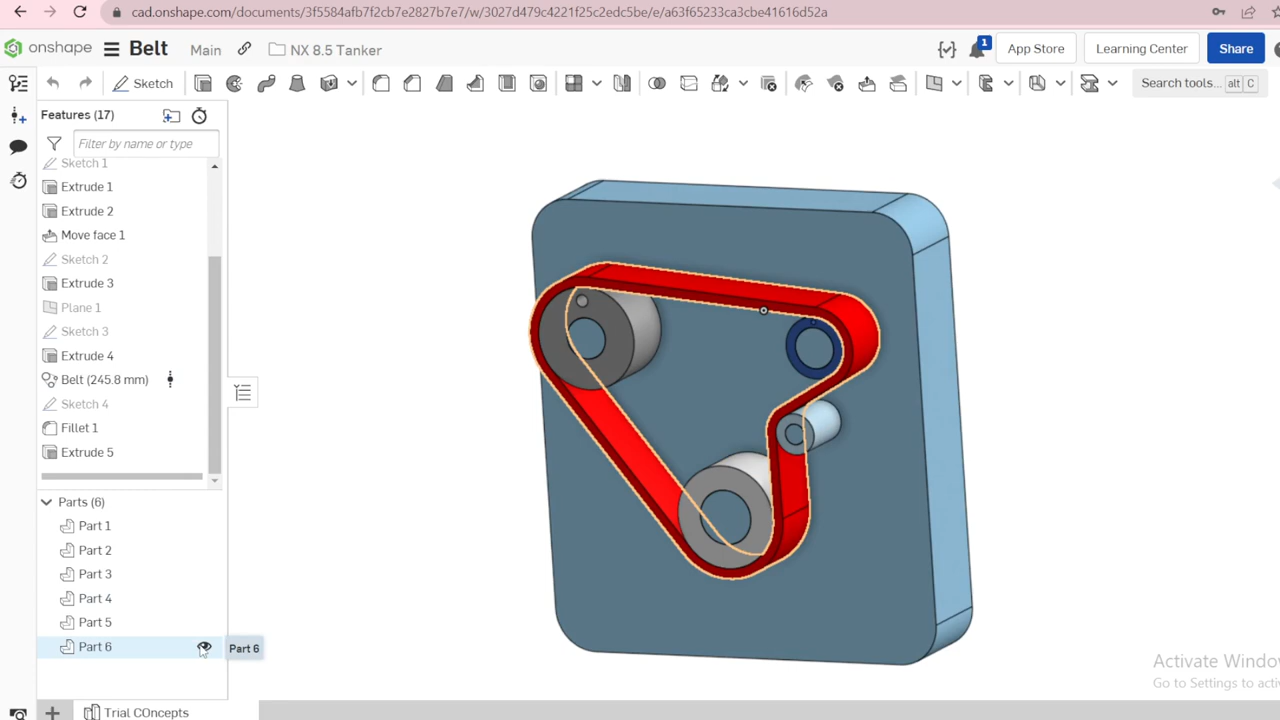 cad.onshape.com/documents/3f5584afb7f2cb7e2827b7e7/w/3027d479c4221f25c2edc5be/e/a63f65233ca3cbe41616d52a
onshape Belt Main NX 8.5 Tanker 1 App Store Learning Center Share
Sketch Search tools... alt C
Features (17)
Filter by name or type
Sketch 1
Extrude 1
Extrude 2
Move face 1
Sketch 2
Extrude 3
Plane 1
Sketch 3
Extrude 4
Belt (245.8 mm)
Sketch 4
Fillet 1
Extrude 5
Parts (6)
Part 1
Part 2
Part 3
Part 4
Part 5
Part 6 Part 6
Activate Windo
Go to Settings to acti
Trial COncepts